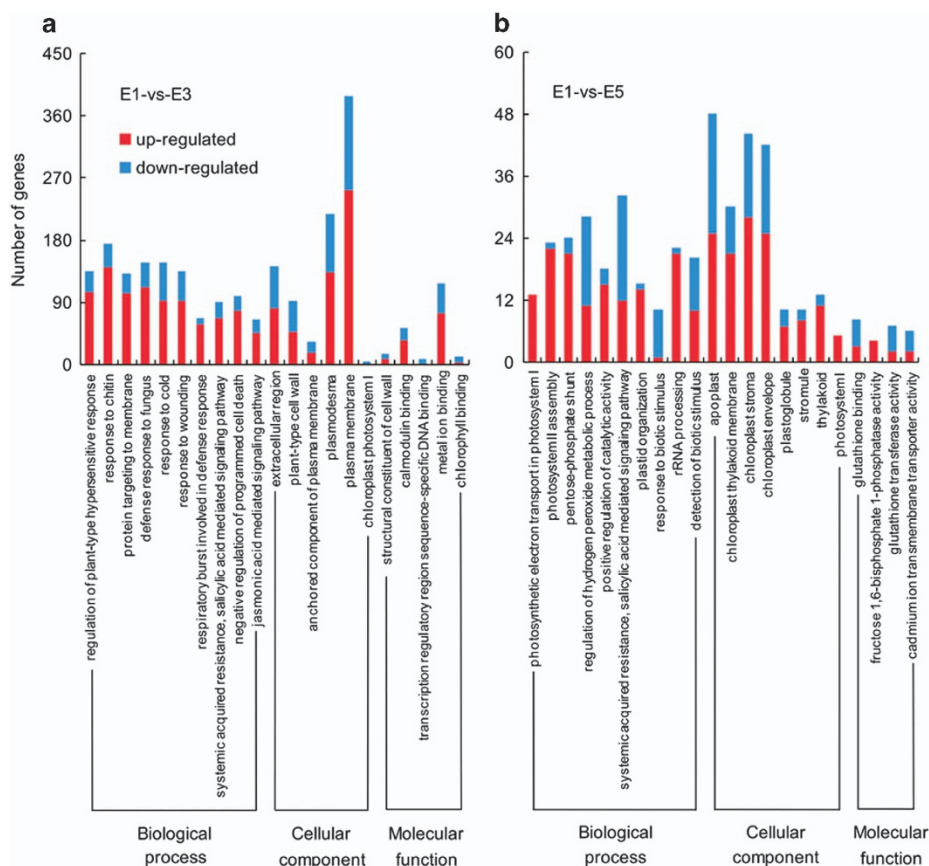 a
450
360
270
180
90
0
Number of genes
E1-vs-E3
up-regulated
down-regulated
regulation of plant-type hypersensitive response
response to chitin
protein targeting to membrane
defense response to fungus
response to cold
response to wounding
respiratory burst involved in defense response
systemic acquired resistance, salicylic acid mediated signaling pathway
negative regulation of programmed cell death
jasmonic acid mediated signaling pathway
extracellular region
plant-type cell wall
anchored component of plasma membrane
plasmodesma
plasma membrane
chloroplast photosystem I
structural constituent of cell wall
calmodulin binding
transcription regulatory region sequence-specific DNA binding
metal ion binding
chlorophyll binding
Biological
process
Cellular
component
Molecular
function
b
60
48
36
24
12
0
E1-vs-E5
photosynthetic electron transport in photosystem I
photosystem II assembly
pentose-phosphate shunt
regulation of hydrogen peroxide metabolic process
positive regulation of catalytic activity
systemic acquired resistance, salicylic acid mediated signaling pathway
plastid organization
response to biotic stimulus
rRNA processing
detection of biotic stimulus
apoplast
chloroplast thylakoid membrane
chloroplast stroma
chloroplast envelope
plastoglobule
stromule
thylakoid
photosystem I
glutathione binding
fructose 1,6-bisphosphate 1-phosphatase activity
glutathione transferase activity
cadmium ion transmembrane transporter activity
Biological
process
Cellular
component
Molecular
function